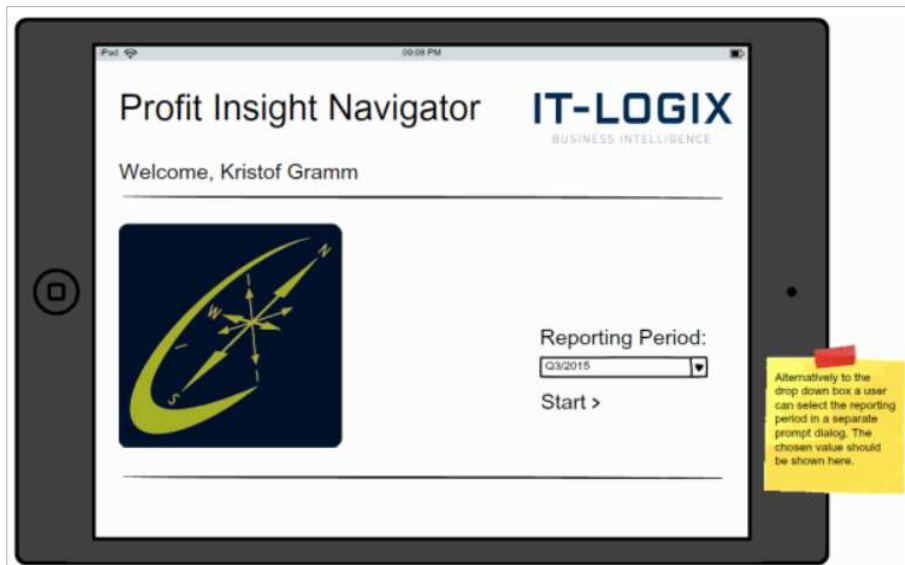 iPad
09:08 PM
Profit Insight Navigator
IT-LOGIX
BUSINESS INTELLIGENCE
Welcome, Kristof Gramm
N
W
S
Reporting Period:
Q3/2015
Start >
Alternatively to the
drop down box a user
can select the reporting
period in a separate
prompt dialog. The
chosen value should
be shown here.